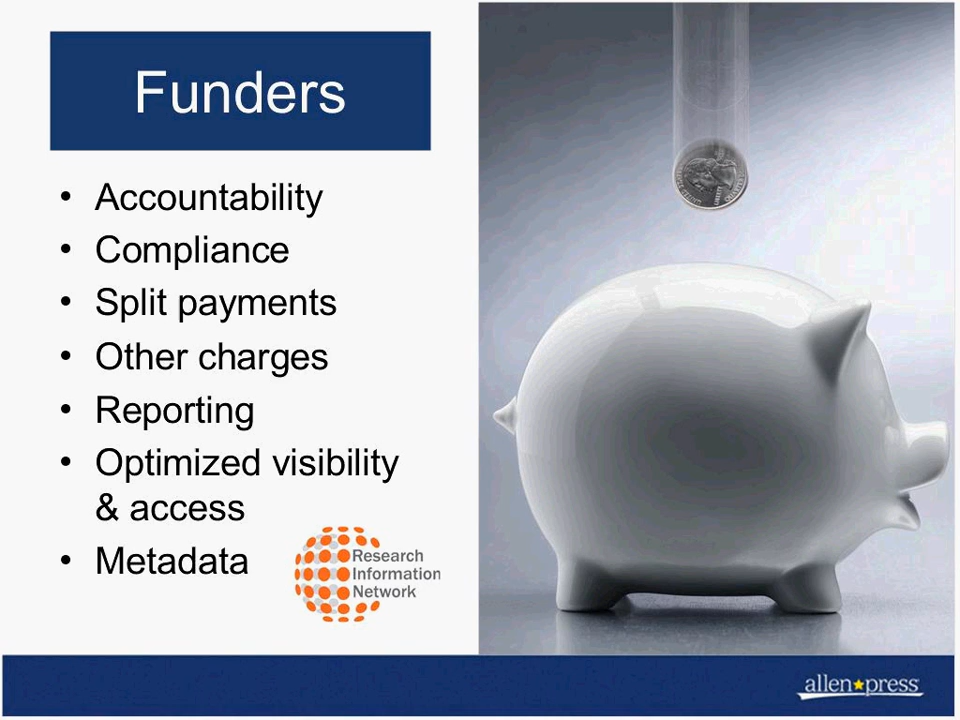 Funders
• Accountability
• Compliance
• Split payments
• Other charges
• Reporting
• Optimized visibility
& access
• Metadata
Research
Information
Network
allen press